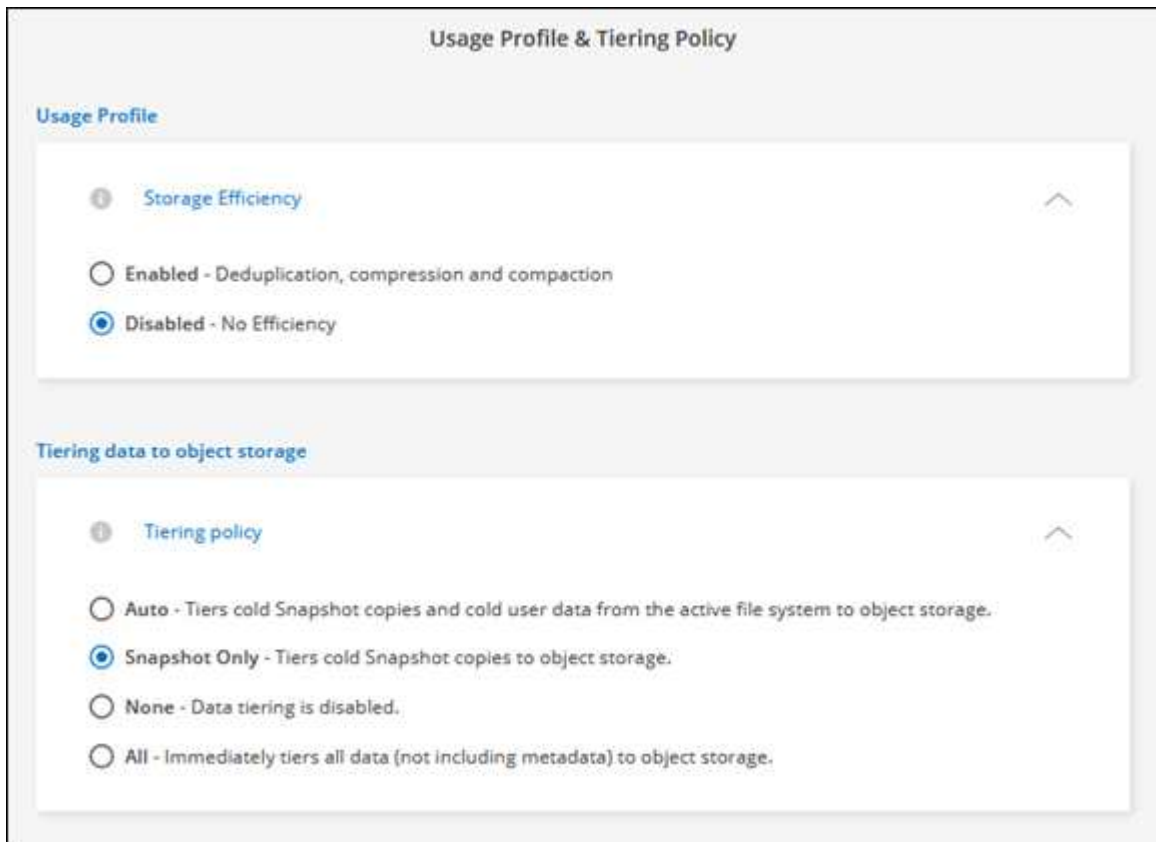 Usage Profile & Tiering Policy
Usage Profile
Storage Efficiency
Enabled - Deduplication, compression and compaction
Disabled - No Efficiency
Tiering data to object storage
Tiering policy
Auto - Tiers cold Snapshot copies and cold user data from the active file system to object storage.
Snapshot Only - Tiers cold Snapshot copies to object storage.
None - Data tiering is disabled.
All - Immediately tiers all data (not including metadata) to object storage.